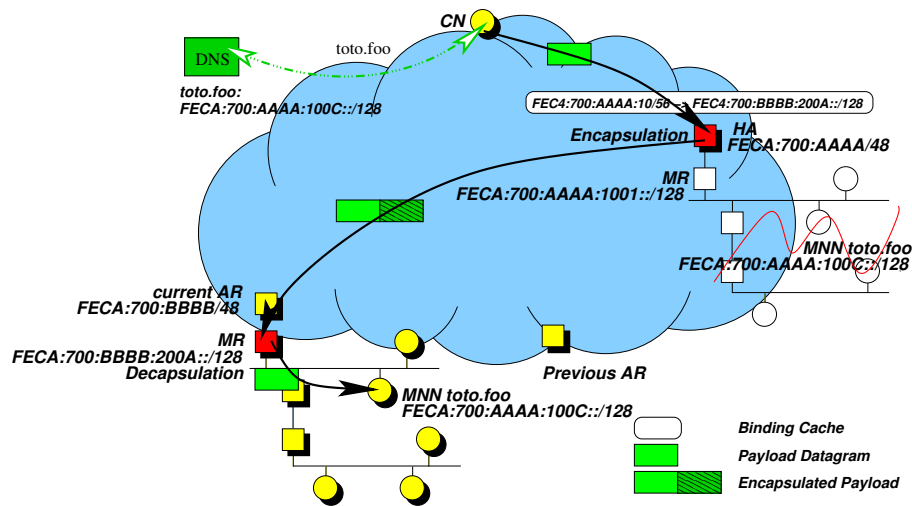 CN
toto.foo
DNS
toto.foo:
FECA:700:AAAA:100C::/128
FEC4:700:AAAA:10/56 -> FEC4:700:BBBB:200A::/128
Encapsulation
HA
FECA:700:AAAA/48
MR
FECA:700:AAAA:1001::/128
MNN toto.foo
FECA:700:AAAA:100C::/128
current AR
FECA:700:BBBB/48
MR
FECA:700:BBBB:200A::/128
Decapsulation
Previous AR
MNN toto.foo
FECA:700:AAAA:100C::/128
Binding Cache
Payload Datagram
Encapsulated Payload